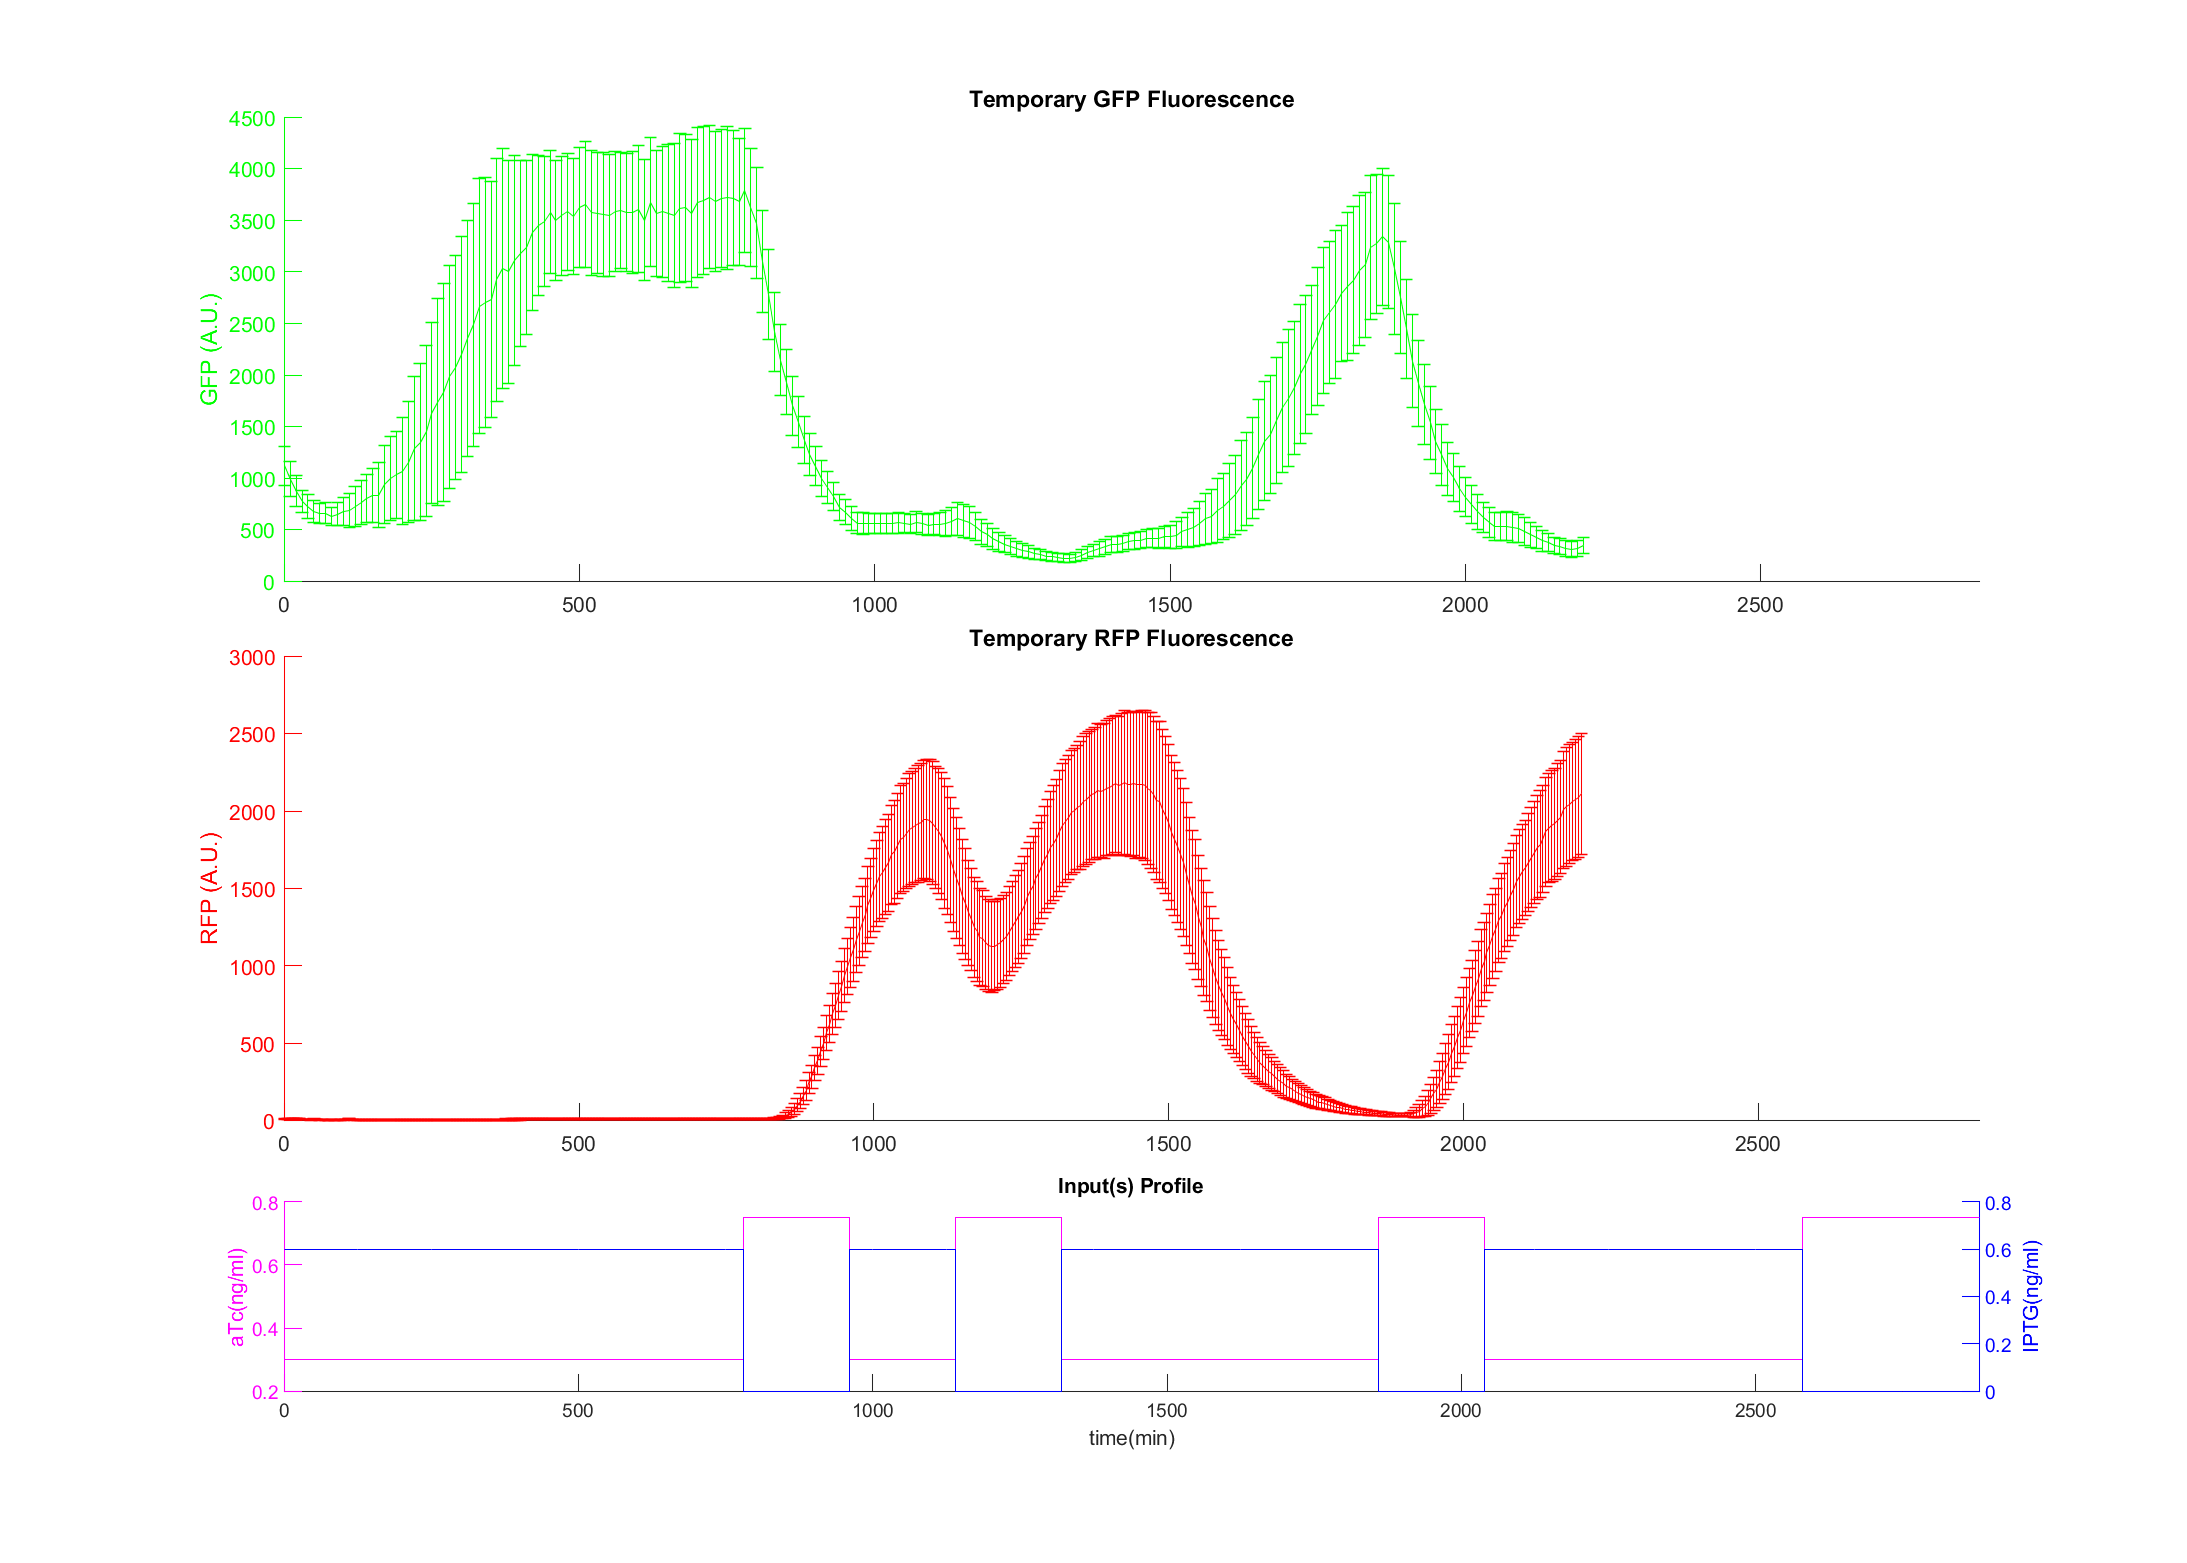 Temporary GFP Fluorescence
4500
4000
3500
3000
2500
2000
1500
1000
500
0
GFP (A.U.)
0 500 1000 1500 2000 2500
Temporary RFP Fluorescence
3000
2500
2000
1500
1000
500
0
RFP (A.U.)
0 500 1000 1500 2000 2500
Input(s) Profile
0.8
0.6
0.4
0.2
aTc(ng/ml)
0.8
0.6
0.4
0.2
0
IPTG(ng/ml)
0 500 1000 1500 2000 2500
time(min)